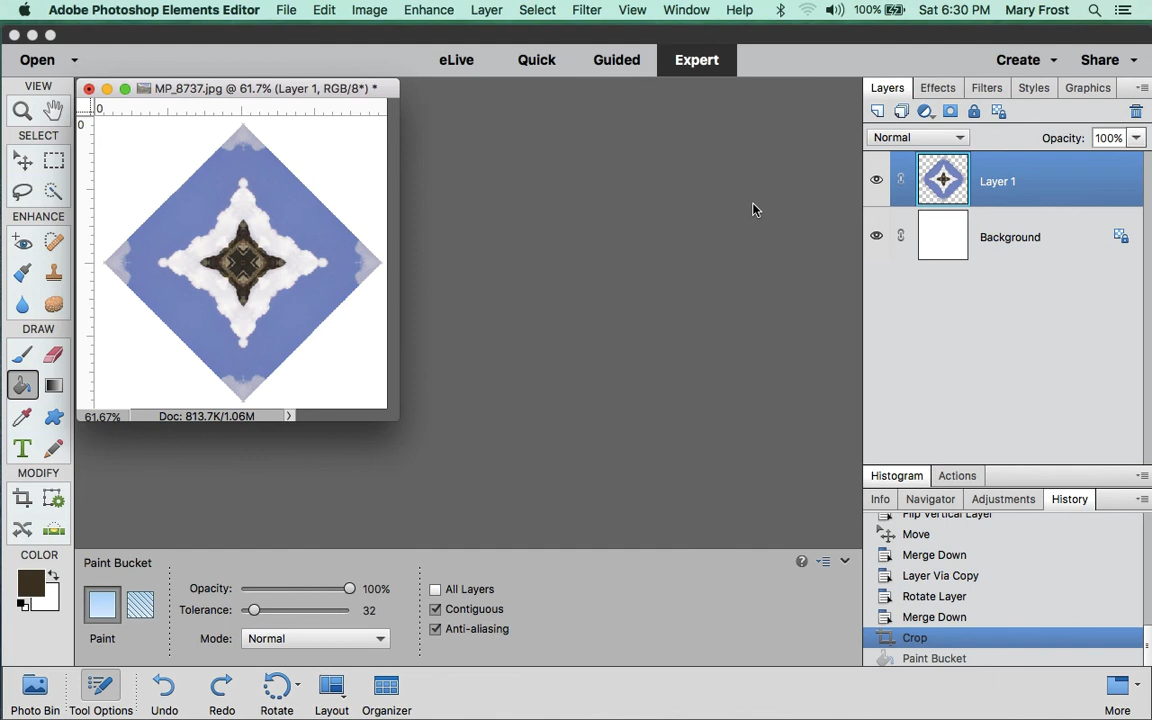 Adobe Photoshop Elements Editor File Edit Image Enhance Layer Select Filter View Window Help 100% Sat 6:30 PM Mary Frost
Open eLive Quick Guided Expert Create Share
VIEW
SELECT
ENHANCE
DRAW
MODIFY
COLOR
MP_8737.jpg @ 61.7% (Layer 1, RGB/8*) *
0
0
61.67% Doc: 813.7K/1.06M >
Layers Effects Filters Styles Graphics
Normal Opacity: 100%
Layer 1
Background
Histogram Actions
Info Navigator Adjustments History
Flip Vertical Layer
Move
Merge Down
Layer Via Copy
Rotate Layer
Merge Down
Crop
Paint Bucket
Paint Bucket
Paint
Opacity: 100%
Tolerance: 32
Mode: Normal
All Layers
Contiguous
Anti-aliasing
Photo Bin Tool Options Undo Redo Rotate Layout Organizer More